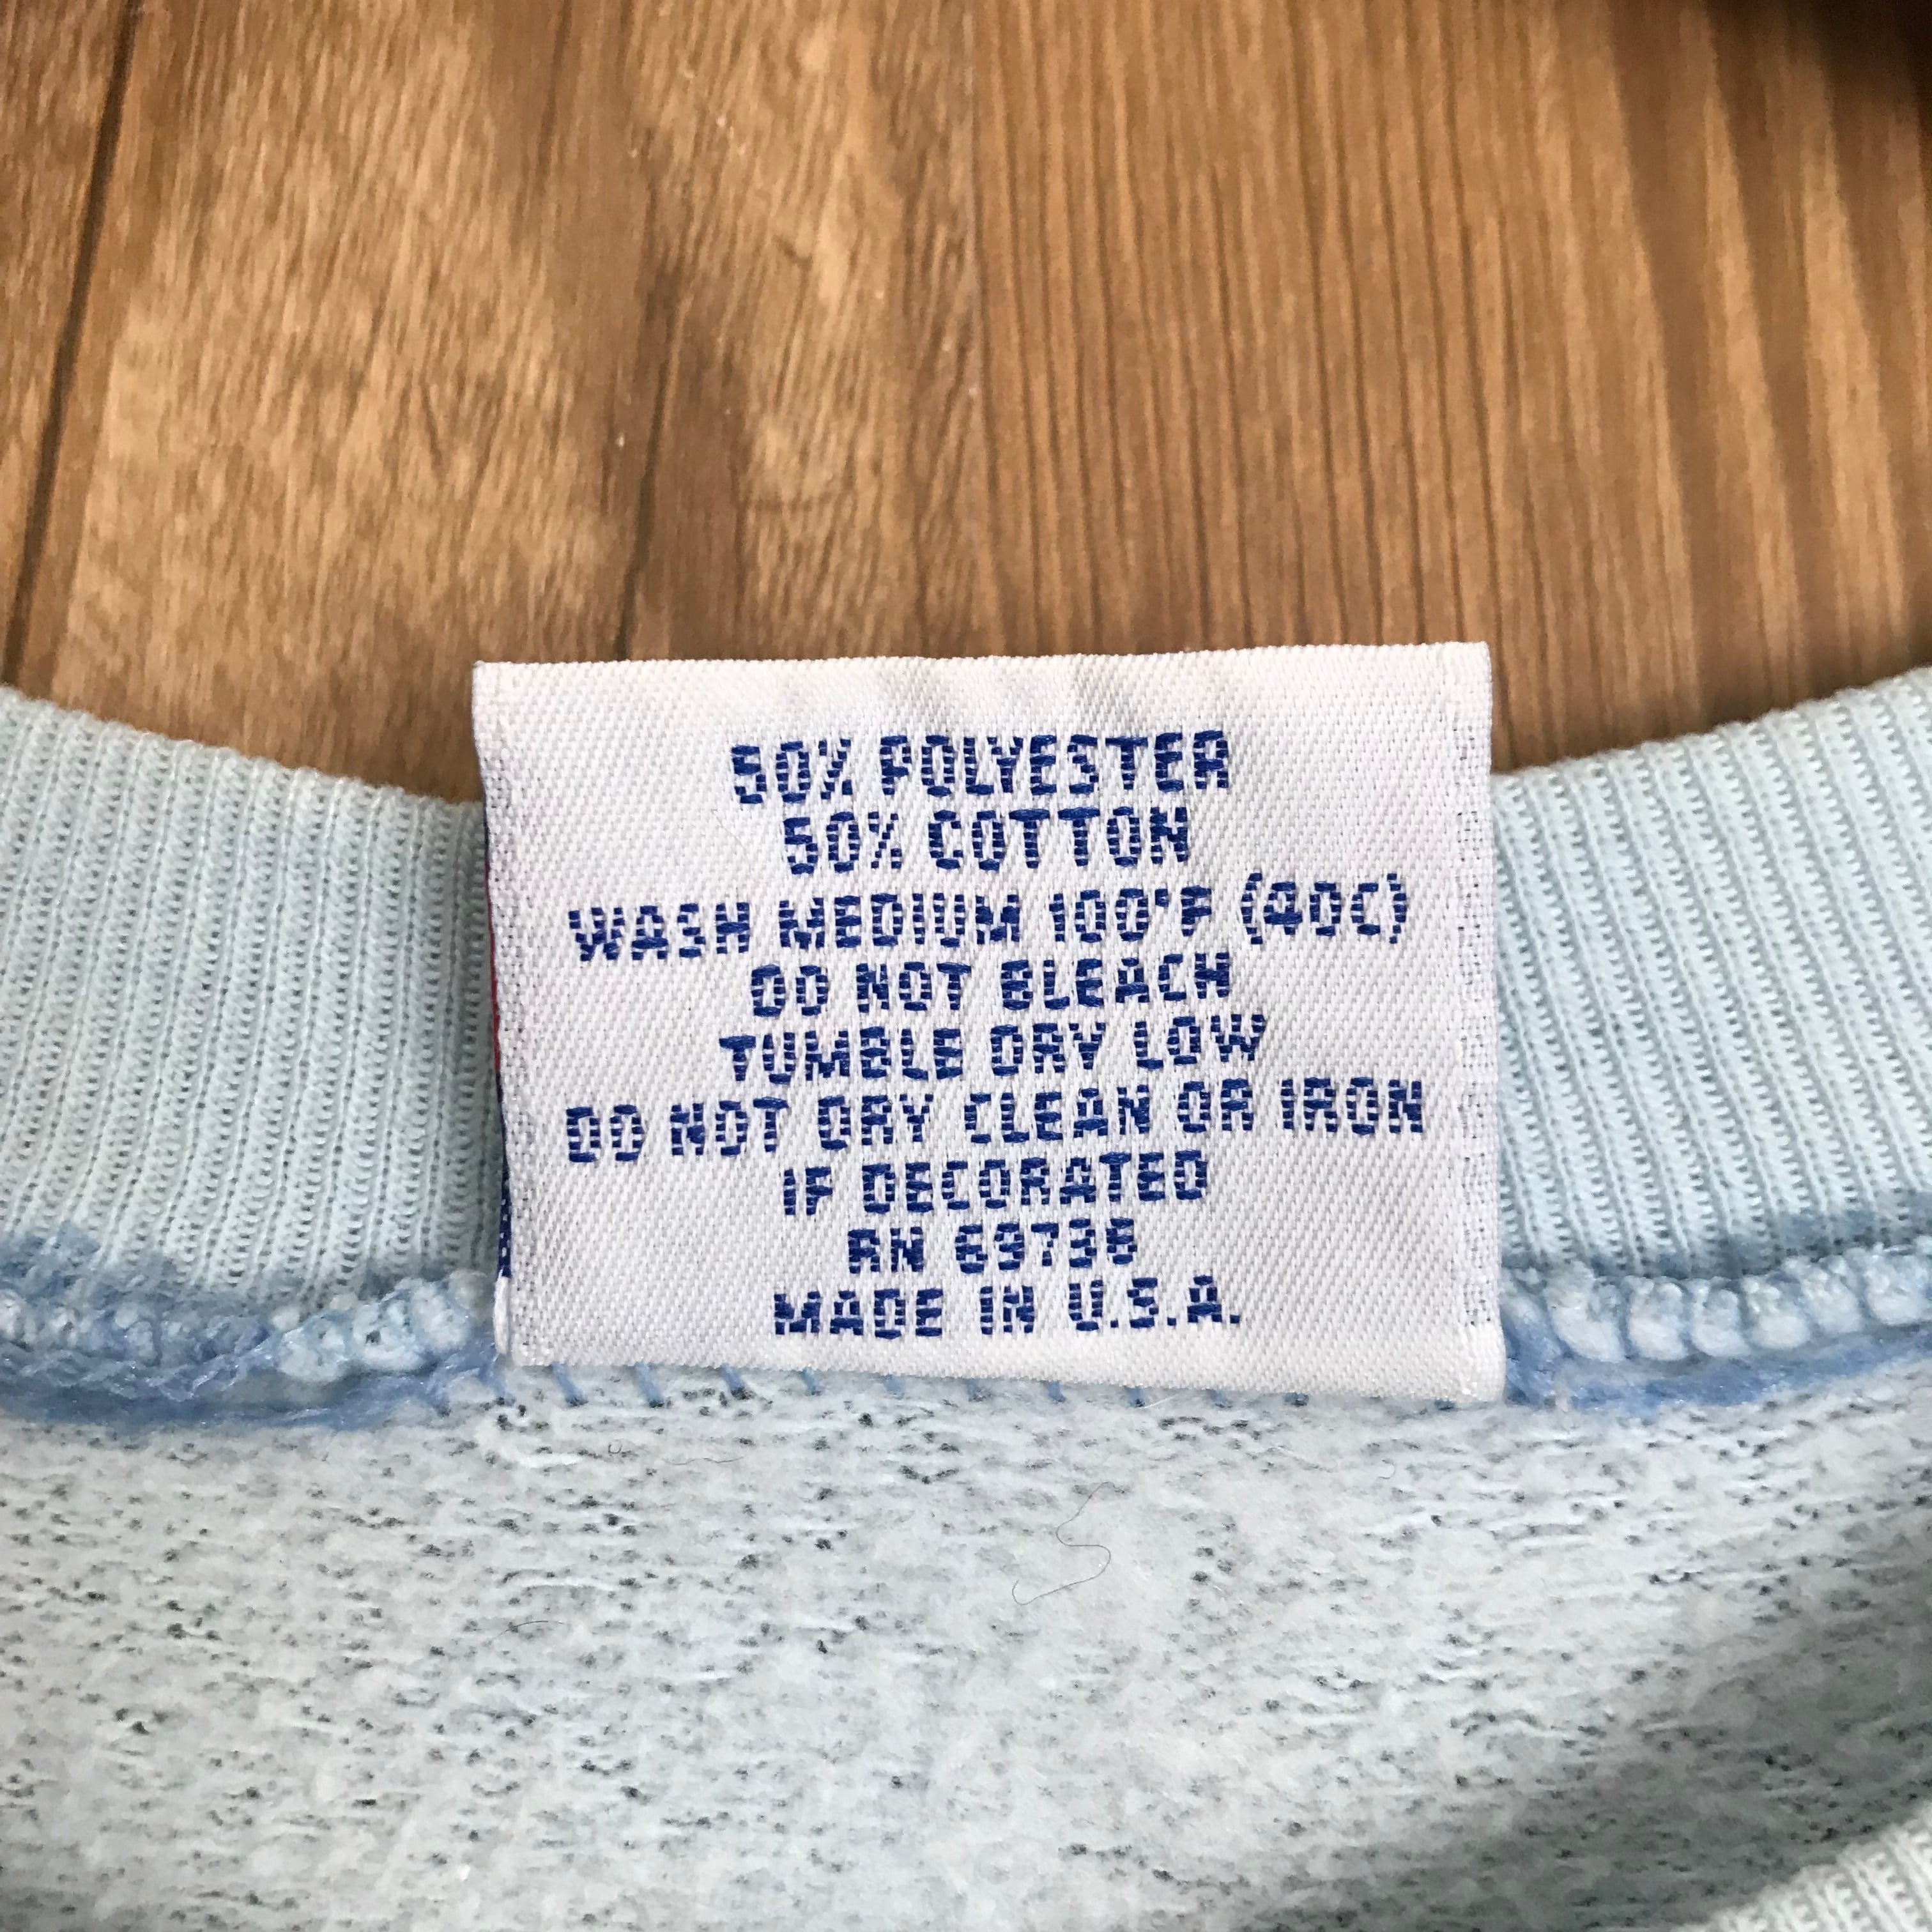 50% POLYESTER
50% COTTON
WASH MEDIUM 100°F (40C)
DO NOT BLEACH
TUMBLE DRY LOW
DO NOT DRY CLEAN OR IRON
IF DECORATED
RN 69736
MADE IN U.S.A.